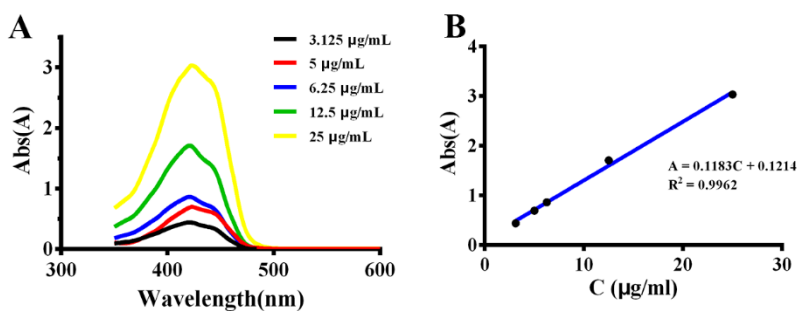 A
Abs(A)
3
2
1
0
300
400
500
600
Wavelength(nm)
3.125 μg/mL
5 μg/mL
6.25 μg/mL
12.5 μg/mL
25 μg/mL
B
Abs(A)
4
3
2
1
0
0
10
20
30
C (μg/ml)
A = 0.1183C + 0.1214
R² = 0.9962